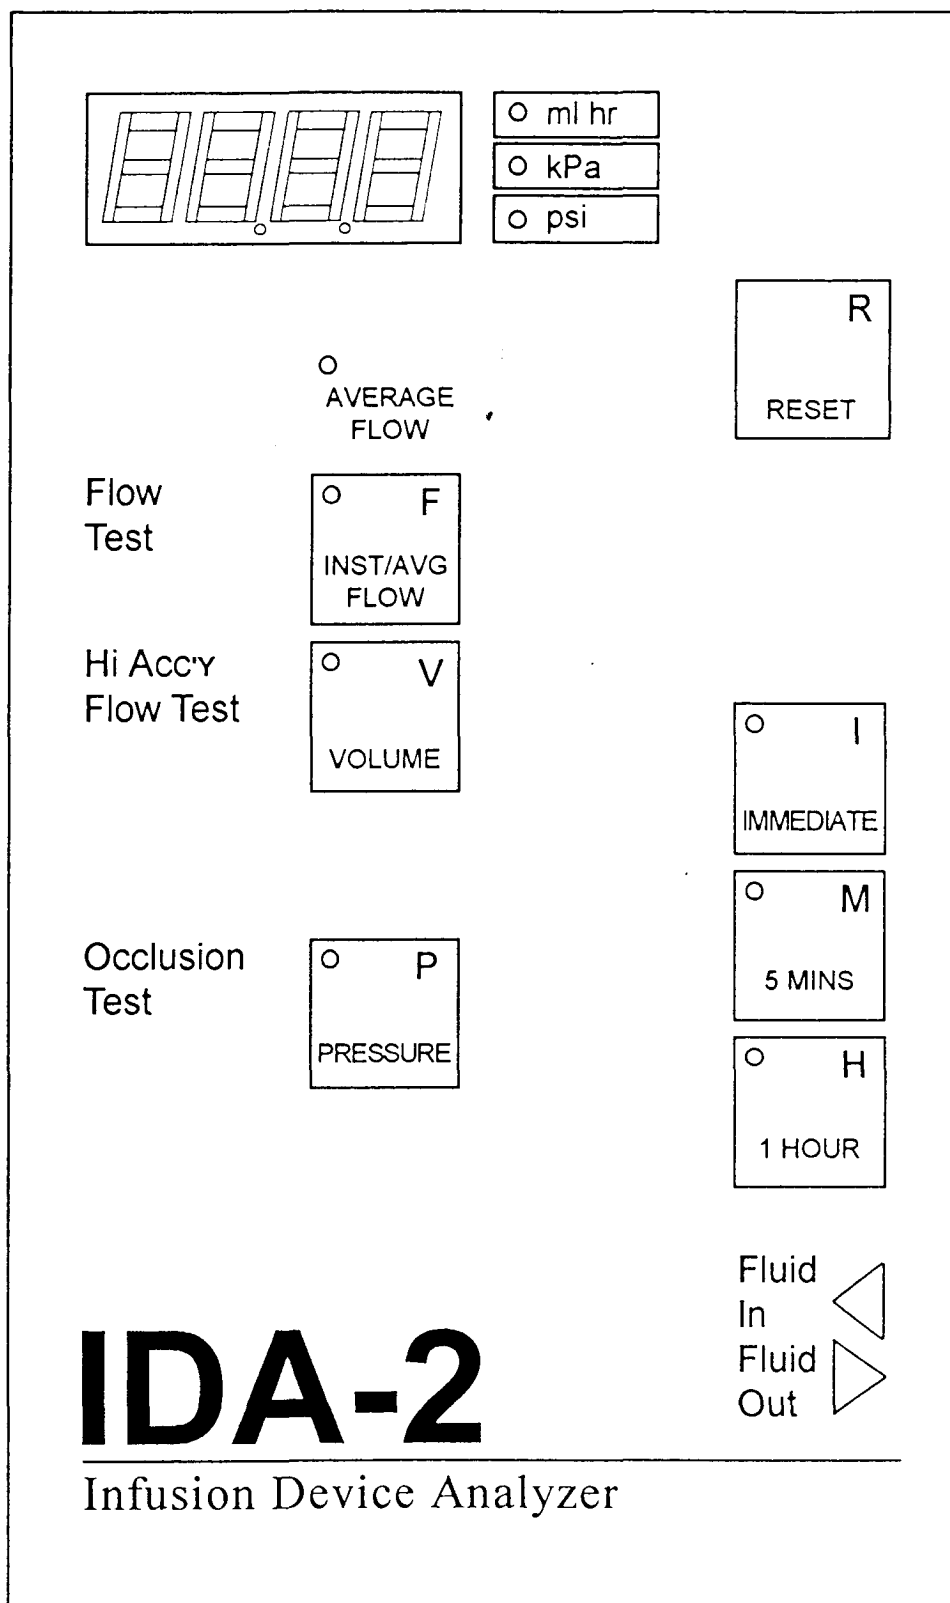 8888
ml hr
kPa
psi
R
RESET
AVERAGE
FLOW
Flow
Test
F
INST/AVG
FLOW
Hi Acc'Y
Flow Test
V
VOLUME
I
IMMEDIATE
M
5 MINS
Occlusion
Test
P
PRESSURE
H
1 HOUR
Fluid
In
Fluid
Out
IDA-2
Infusion Device Analyzer